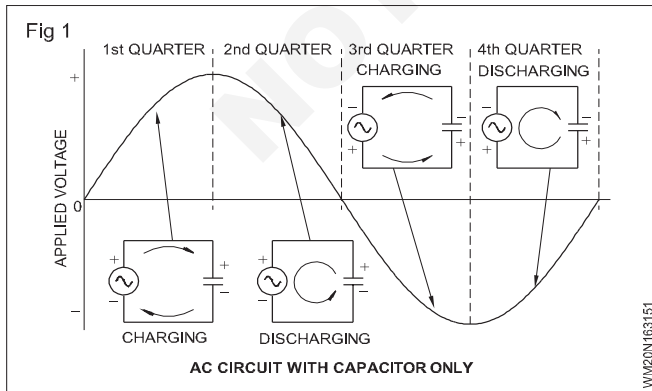 Fig 1
1st QUARTER
2nd QUARTER
3rd QUARTER
CHARGING
4th QUARTER
DISCHARGING
APPLIED VOLTAGE
+
0
–
– –
+ –
– –
+ +
+ +
– –
CHARGING
+ +
– –
DISCHARGING
AC CIRCUIT WITH CAPACITOR ONLY
WM20N163151
NO